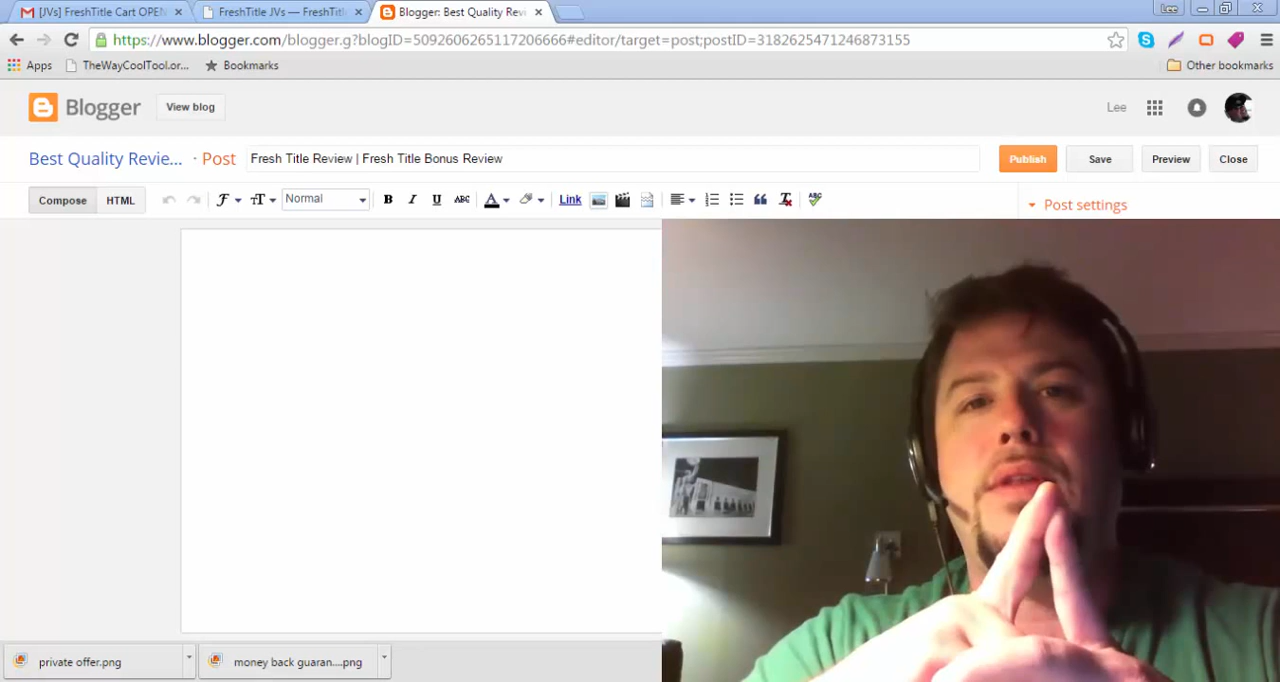 [JVs] FreshTitle Cart OPEN
FreshTitle JVs — FreshTitl
Blogger: Best Quality Revi
Lee
https://www.blogger.com/blogger.g?blogID=5092606265117206666#editor/target=post;postID=3182625471246873155
Apps
TheWayCoolTool.or...
Bookmarks
Other bookmarks
Blogger
View blog
Lee
Best Quality Revie... · Post
Fresh Title Review | Fresh Title Bonus Review
Publish
Save
Preview
Close
Compose
HTML
Normal
B
I
U
ABC
A
Link
ABC
Post settings
private offer.png
money back guaran....png